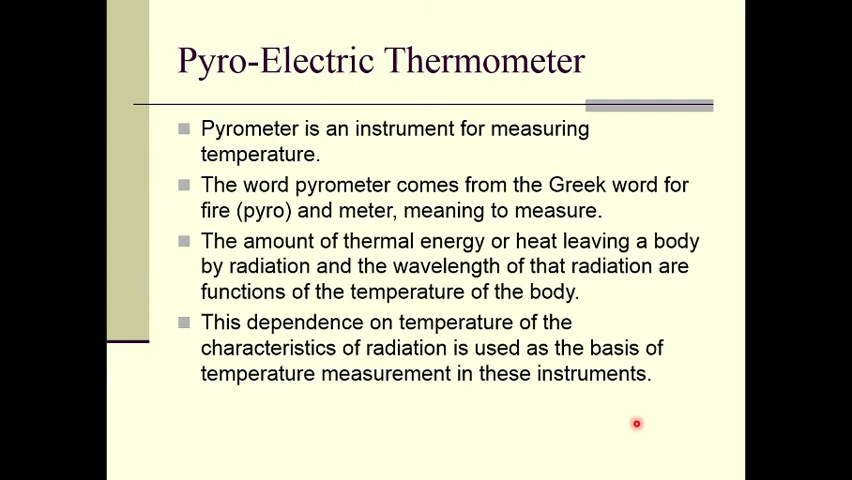 Pyro-Electric Thermometer
Pyrometer is an instrument for measuring
temperature.
The word pyrometer comes from the Greek word for
fire (pyro) and meter, meaning to measure.
The amount of thermal energy or heat leaving a body
by radiation and the wavelength of that radiation are
functions of the temperature of the body.
This dependence on temperature of the
characteristics of radiation is used as the basis of
temperature measurement in these instruments.